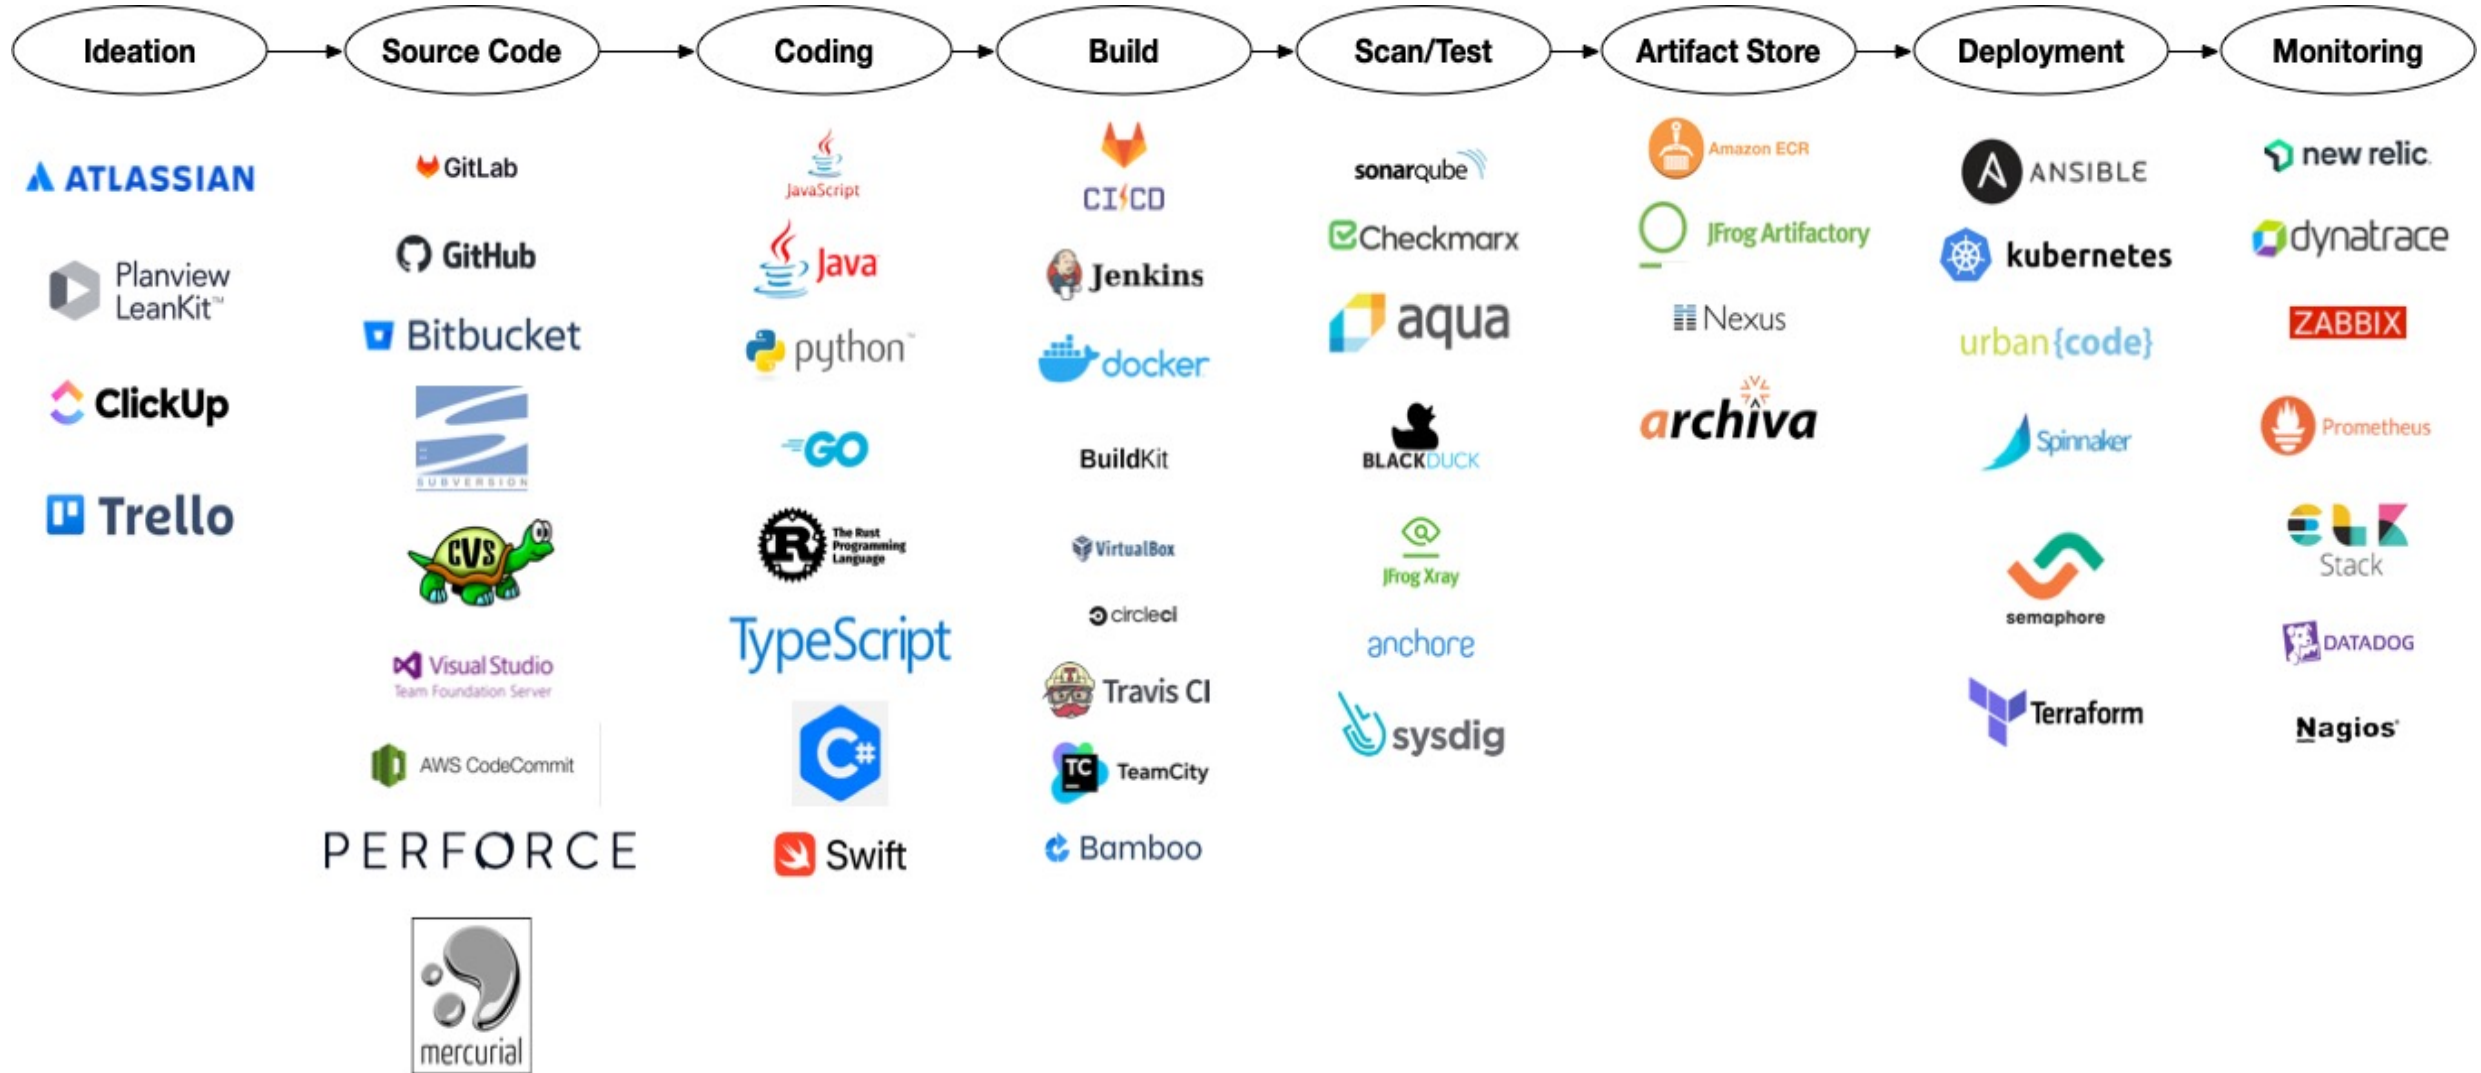 Ideation
Source Code
Coding
Build
Scan/Test
Artifact Store
Deployment
Monitoring
ATLASSIAN
Planview
LeanKit™
ClickUp
Trello
GitLab
GitHub
Bitbucket
SUBVERSION
CVS
Visual Studio
Team Foundation Server
AWS CodeCommit
PERFORCE
mercurial
JavaScript
Java
python™
GO
R
The Rust
Programming
Language
TypeScript
C#
Swift
CI CD
Jenkins
docker
BuildKit
VirtualBox
circleci
T
Travis CI
TC
TeamCity
Bamboo
sonarqube
Checkmarx
aqua
BLACKDUCK
JFrog Xray
anchore
sysdig
Amazon ECR
JFrog Artifactory
Nexus
archiva
A
ANSIBLE
kubernetes
urban{code}
Spinnaker
semaphore
Terraform
new relic.
dynatrace
ZABBIX
Prometheus
ELK
Stack
DATADOG
Nagios®